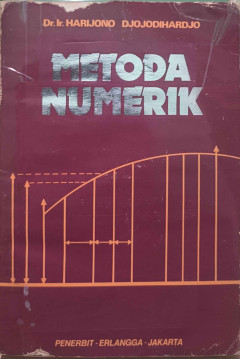 Dr. Ir. HARIJONO DJOJODIHARDJO
METODA
NUMERIK
PENERBIT - ERLANGGA - JAKARTA